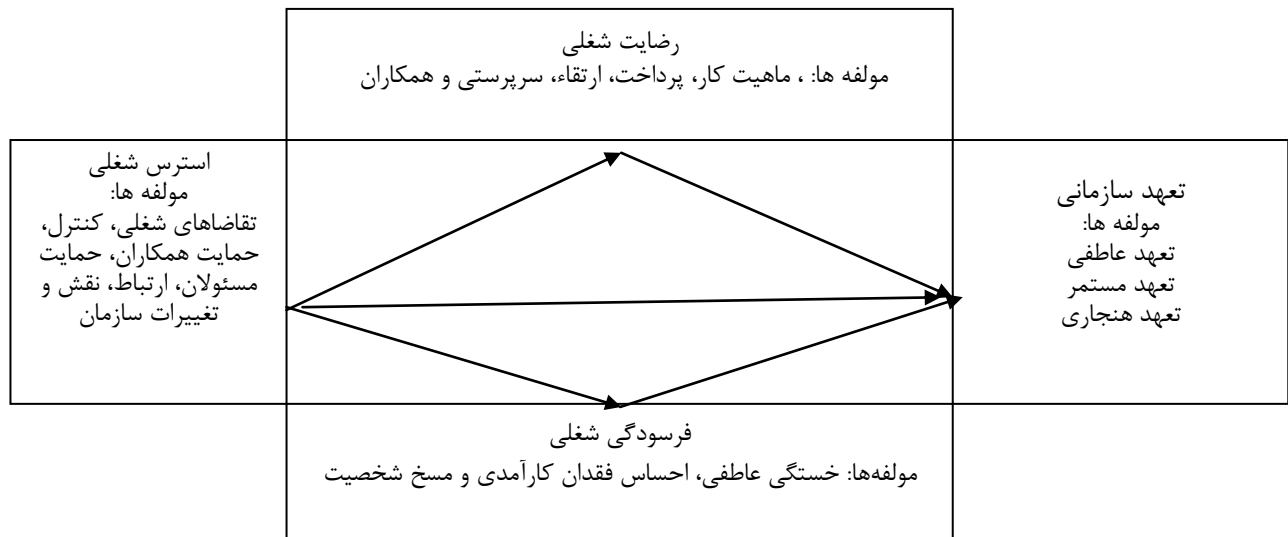 رضایت شغلی
مولفه ها: ، ماهیت کار، پرداخت، ارتقاء، سرپرستی و همکاران
استرس شغلی
مولفه ها:
تقاضاهای شغلی، کنترل،
حمایت همکاران، حمایت
مسئولان، ارتباط، نقش و
تغییرات سازمان
تعهد سازمانی
مولفه ها:
تعهد عاطفی
تعهد مستمر
تعهد هنجاری
فرسودگی شغلی
مولفه‌ها: خستگی عاطفی، احساس فقدان کارآمدی و مسخ شخصیت